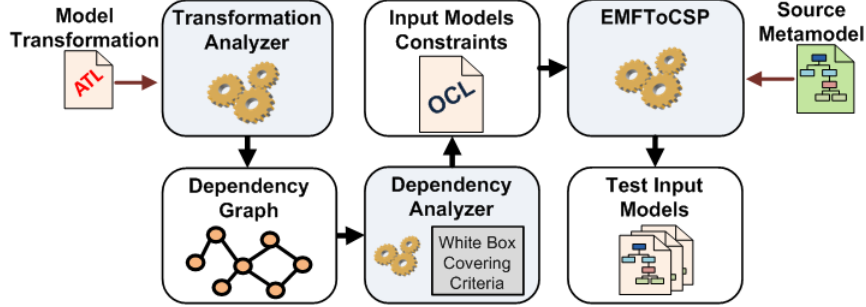 Model
Transformation
ATL
Transformation
Analyzer
Dependency
Graph
Dependency
Analyzer
White Box
Covering
Criteria
Input Models
Constraints
OCL
EMFToCSP
Source
Metamodel
Test Input
Models